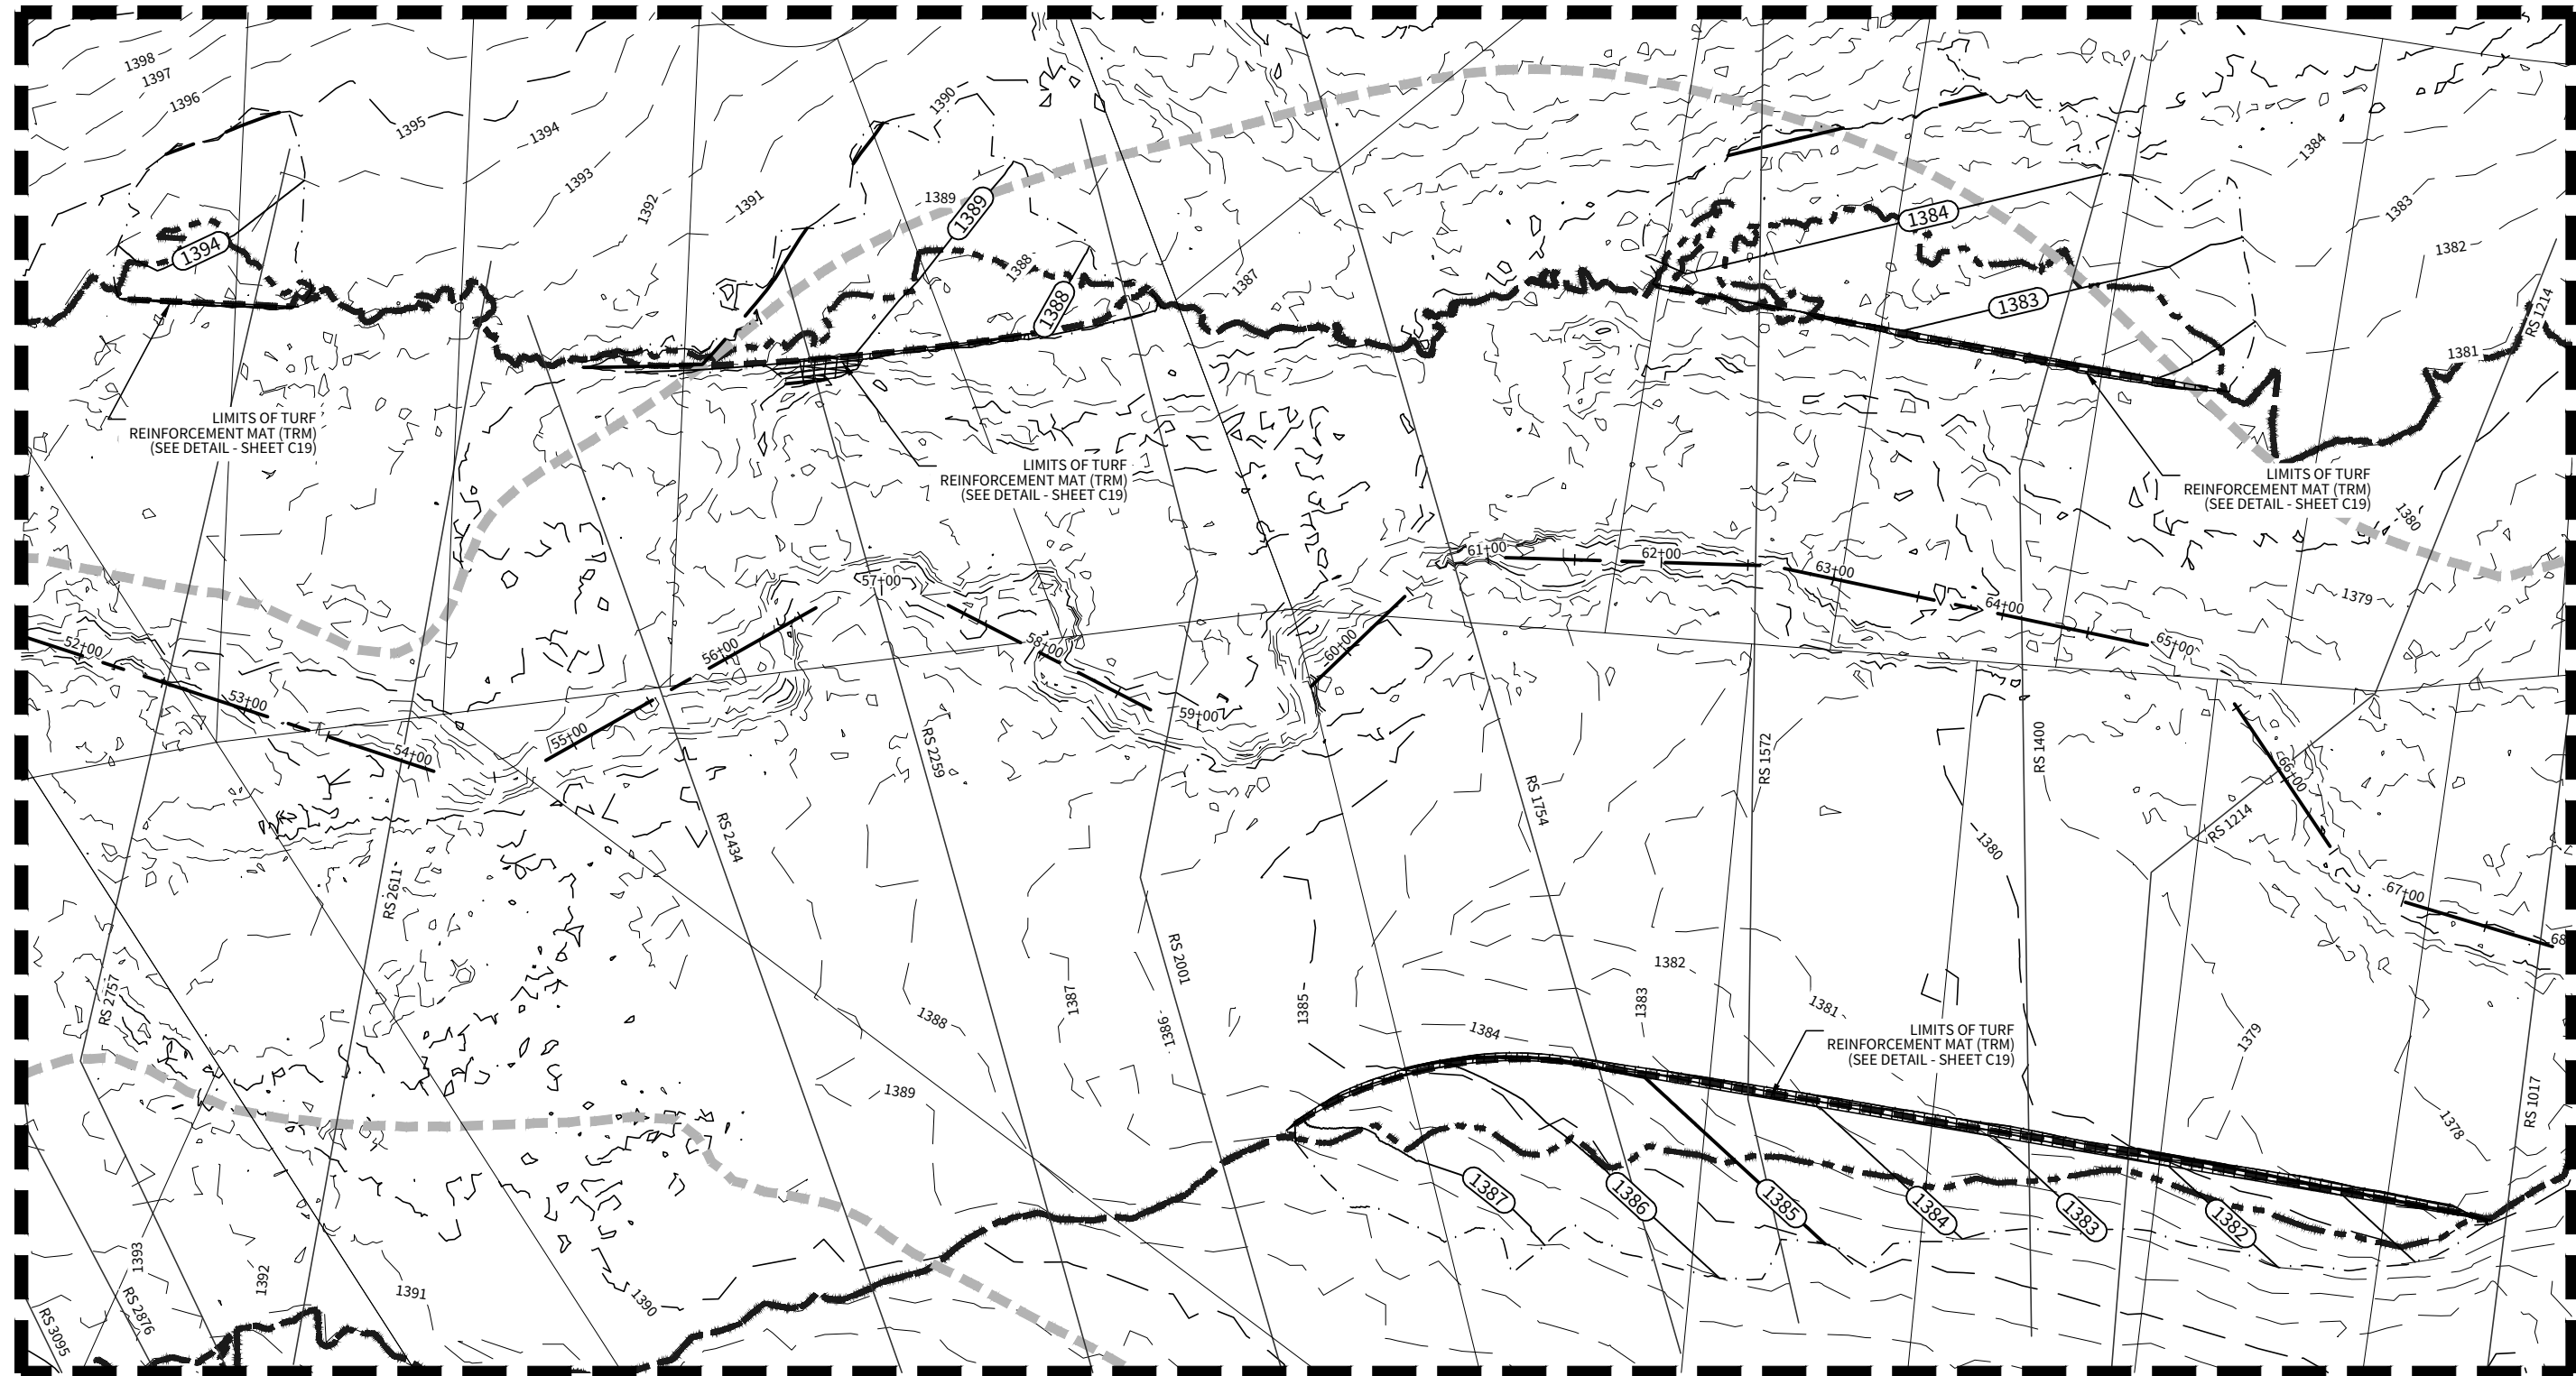 1398
1397
1396
1395
1394
1393
1392
1391
1390
1389
1389
1394
1388
1388
1387
1384
1384
1383
1383
1382
1381
RS 1214
LIMITS OF TURF
REINFORCEMENT MAT (TRM)
(SEE DETAIL - SHEET C19)
LIMITS OF TURF
REINFORCEMENT MAT (TRM)
(SEE DETAIL - SHEET C19)
LIMITS OF TURF
REINFORCEMENT MAT (TRM)
(SEE DETAIL - SHEET C19)
1380
1379
52+00
53+00
54+00
55+00
56+00
57+00
58+00
59+00
60+00
61+00
62+00
63+00
64+00
65+00
66+00
67+00
68
RS 2757
RS 2611
RS 2434
RS 2259
RS 2001
RS 1754
RS 1572
RS 1400
RS 1214
RS 1017
1380
1382
1383
1381
1384
1385
1386
1387
1388
1389
1379
1378
LIMITS OF TURF
REINFORCEMENT MAT (TRM)
(SEE DETAIL - SHEET C19)
1387
1386
1385
1384
1383
1382
1393
1392
1391
1390
RS 2876
RS 3095